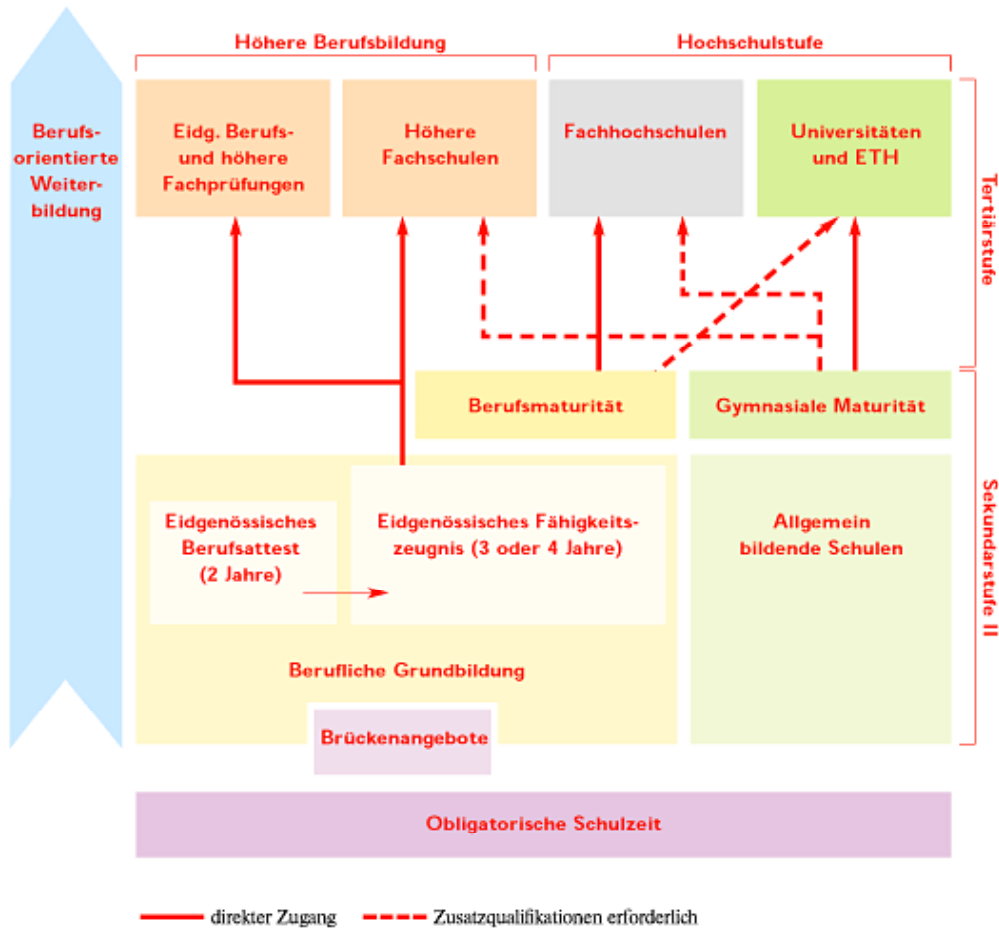 Höhere Berufsbildung
Hochschulstufe
Berufs-
orientierte
Weiter-
bildung
Eidg. Berufs-
und höhere
Fachprüfungen
Höhere
Fachschulen
Fachhochschulen
Universitäten
und ETH
Tertiärstufe
Berufsmaturität
Gymnasiale Maturität
Eidgenössisches
Berufsattest
(2 Jahre)
Eidgenössisches Fähigkeits-
zeugnis (3 oder 4 Jahre)
Allgemein
bildende Schulen
Sekundarstufe II
Berufliche Grundbildung
Brückenangebote
Obligatorische Schulzeit
direkter Zugang
Zusatzqualifikationen erforderlich